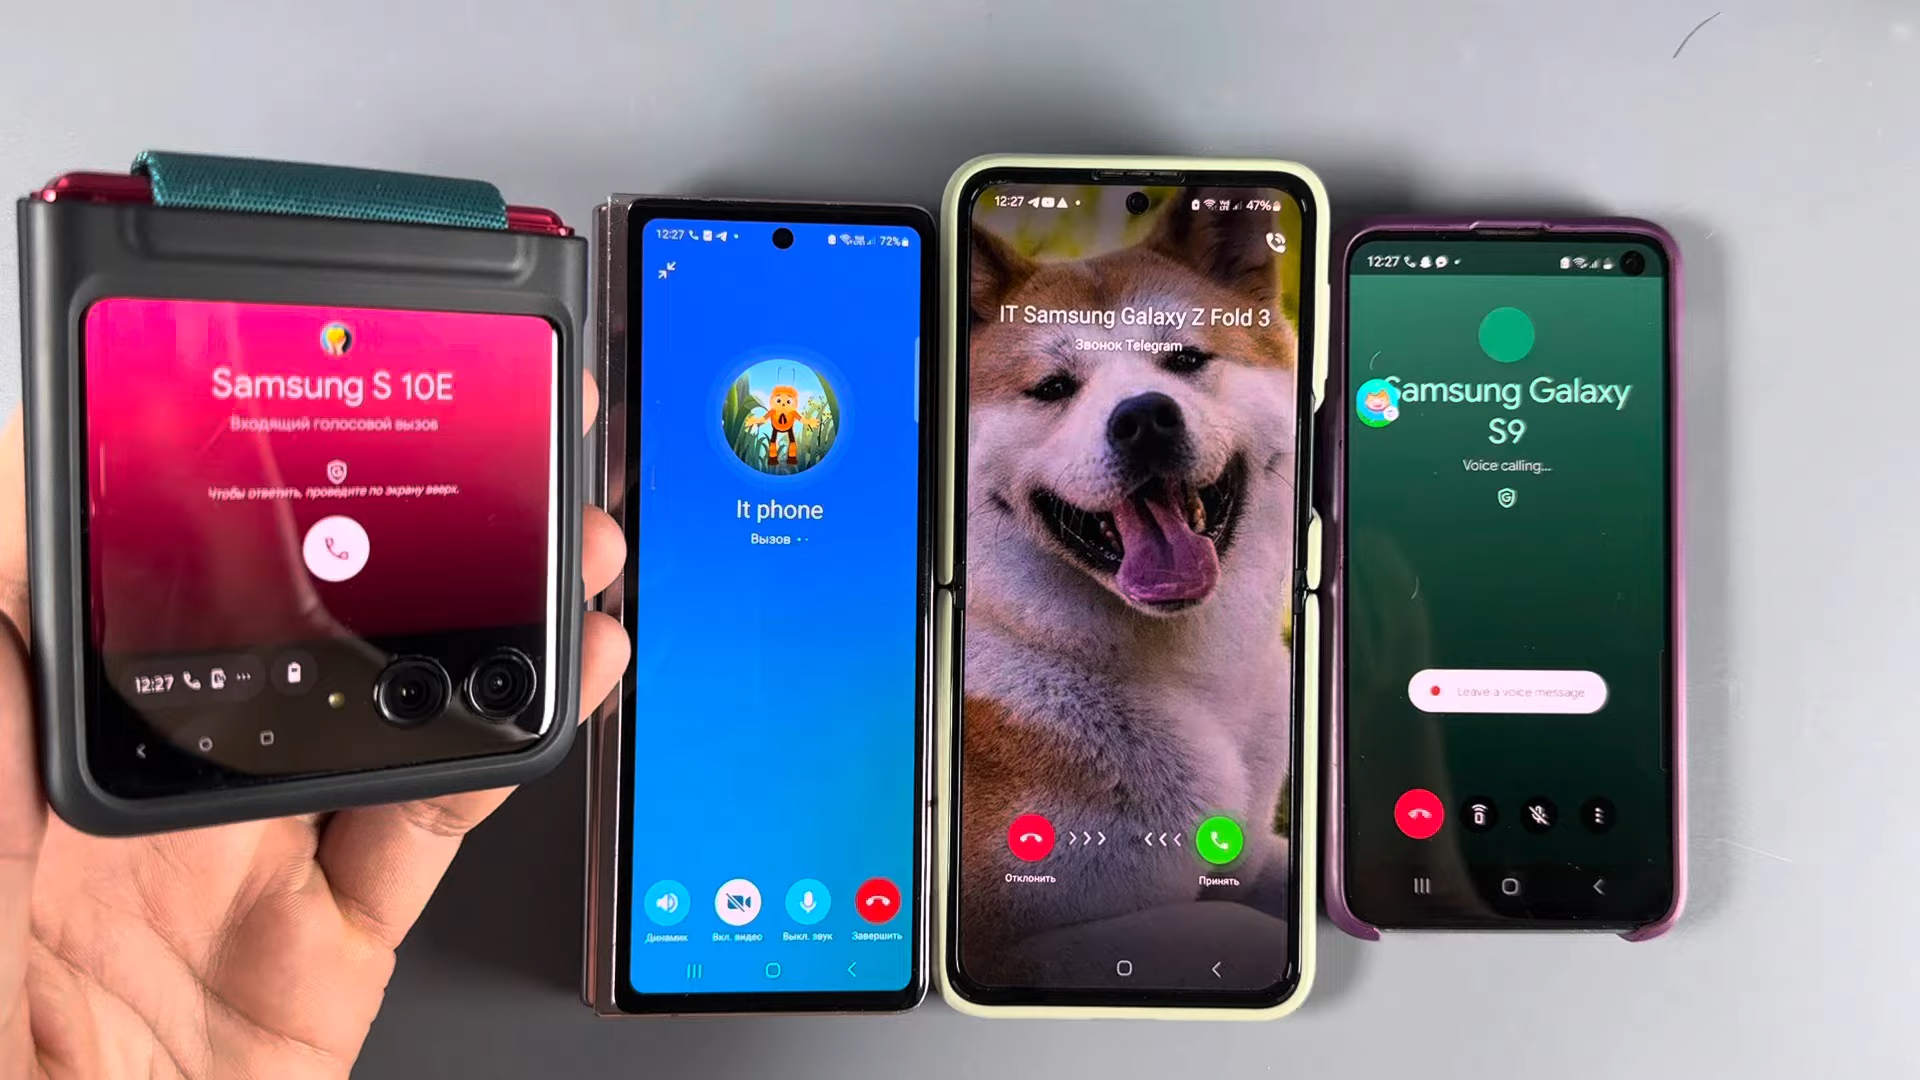 Samsung S 10E
Входящий голосовой вызов
Чтобы ответить, проведите по экрану вверх.
12:27
12:27
72%
It phone
Вызов
Динамик
Вкл. видео
Выкл. звук
Завершить
12:27
47%
IT Samsung Galaxy Z Fold 3
Звонок Telegram
Отклонить
Принять
12:27
Samsung Galaxy
S9
Voice calling...
Leave a voice message